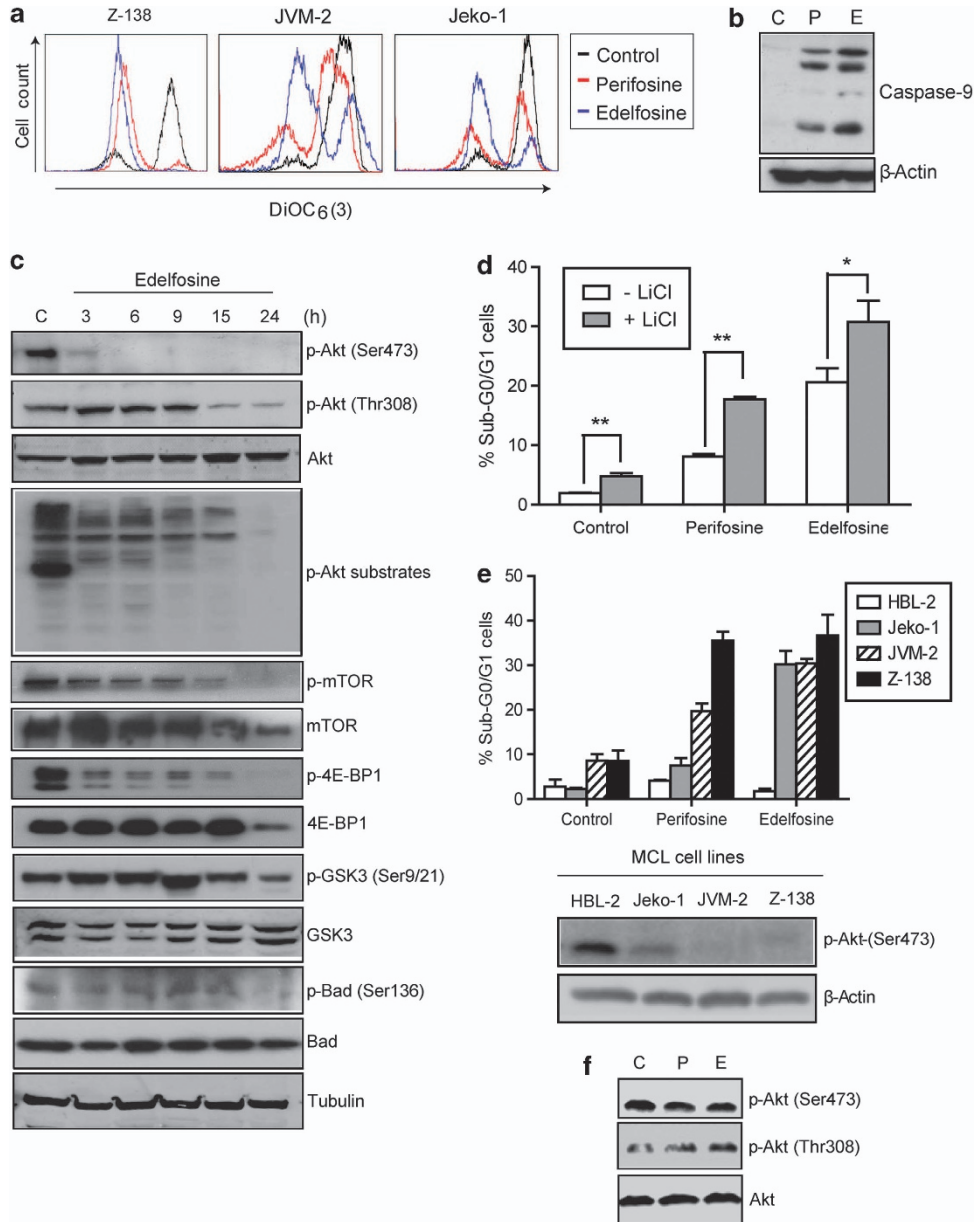 a
Z-138
JVM-2
Jeko-1
Cell count
Control
Perifosine
Edelfosine
DiOC6(3)
b
C P E
Caspase-9
β-Actin
c
Edelfosine
C 3 6 9 15 24 (h)
p-Akt (Ser473)
p-Akt (Thr308)
Akt
p-Akt substrates
p-mTOR
mTOR
p-4E-BP1
4E-BP1
p-GSK3 (Ser9/21)
GSK3
p-Bad (Ser136)
Bad
Tubulin
d
% Sub-G0/G1 cells
40
30
20
10
0
- LiCl
+ LiCl
**
**
*
Control Perifosine Edelfosine
e
% Sub-G0/G1 cells
50
40
30
20
10
0
HBL-2
Jeko-1
JVM-2
Z-138
Control Perifosine Edelfosine
MCL cell lines
HBL-2 Jeko-1 JVM-2 Z-138
p-Akt-(Ser473)
β-Actin
f
C P E
p-Akt (Ser473)
p-Akt (Thr308)
Akt